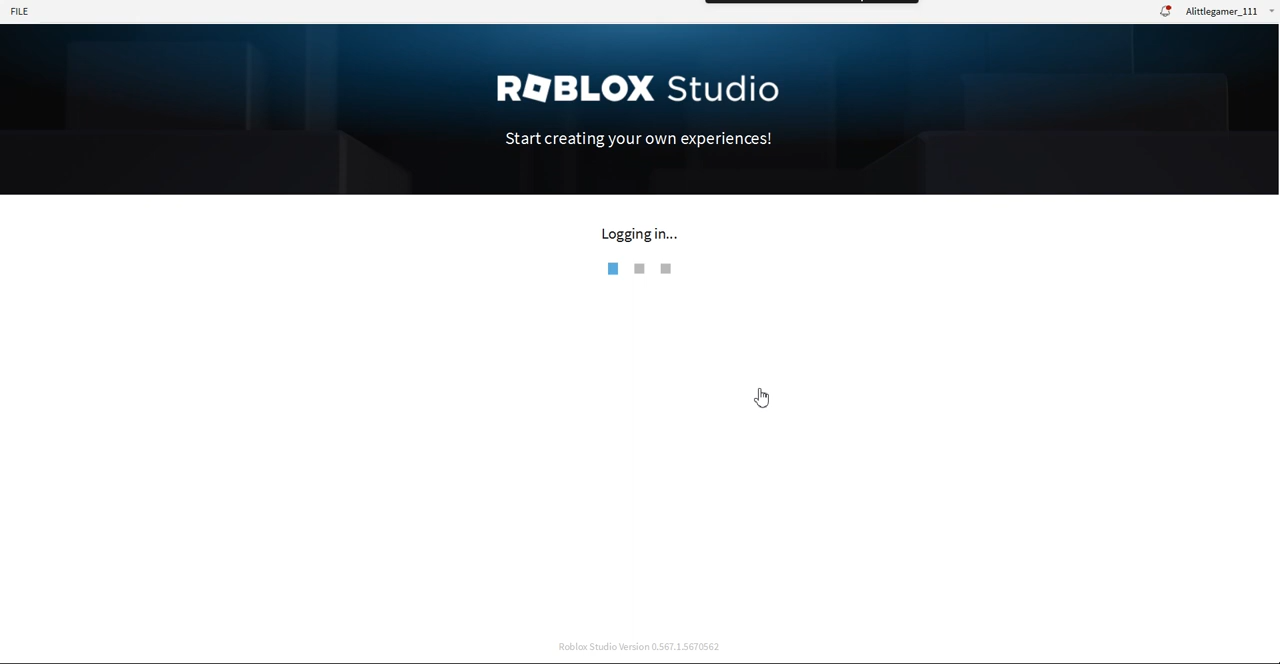 FILE
Alittlegamer_111
ROBLOX Studio
Start creating your own experiences!
Logging in...
Roblox Studio Version 0.567.1.5670562